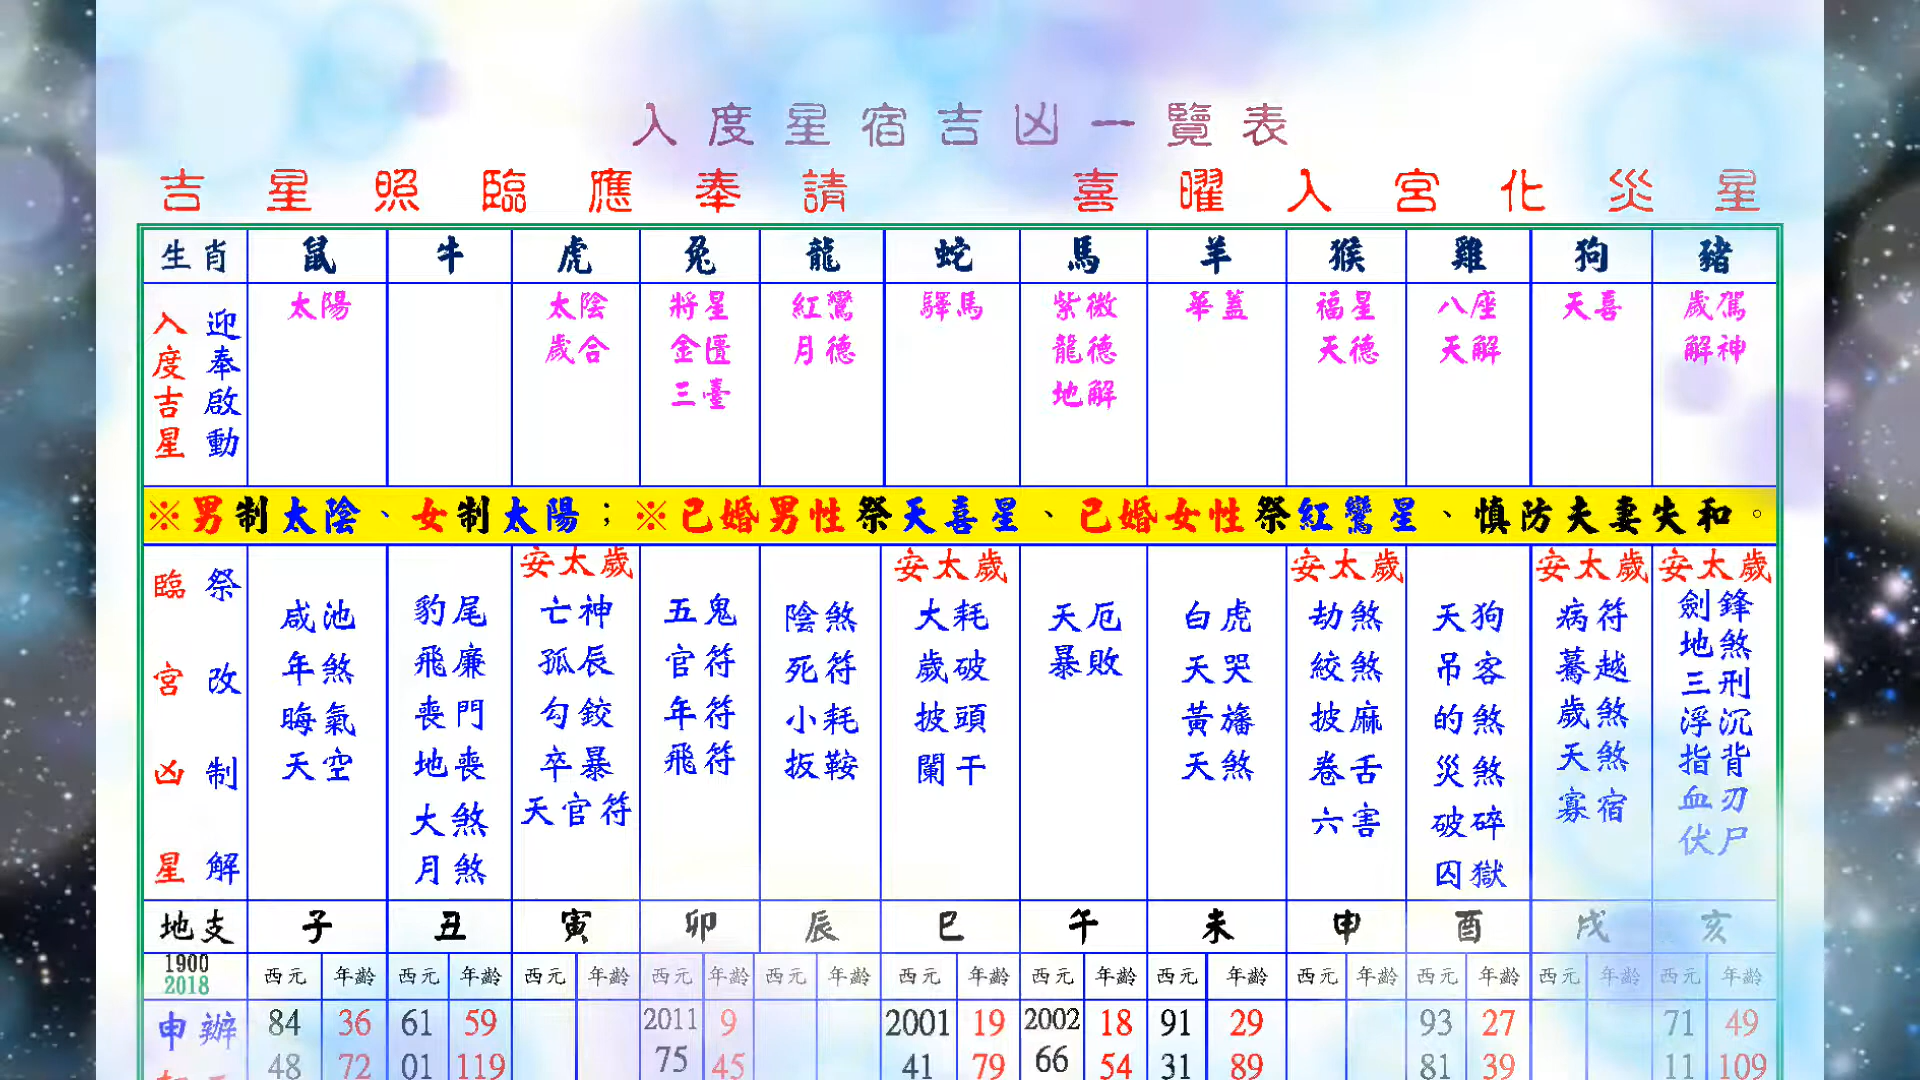 入度星宿吉凶一覽表
吉星照臨應奉請 喜曜入宮化災星
生肖 鼠 牛 虎 兔 龍 蛇 馬 羊 猴 雞 狗 豬
入度吉星 迎奉啟動
太陽 太陰 將星 紅鸞 驛馬 紫微 華蓋 福星 八座 天喜 歲駕
歲合 金匱 月德 龍德 天德 天解 解神
三臺 地解
※男制太陰、女制太陽；※已婚男性祭天喜星、已婚女性祭紅鸞星、慎防夫妻失和。
臨宮凶星 祭改制解
安太歲 安太歲 安太歲 安太歲 安太歲
咸池 豹尾 亡神 五鬼 陰煞 大耗 天厄 白虎 劫煞 天狗 病符 劍鋒
年煞 飛廉 孤辰 官符 死符 歲破 暴敗 天哭 絞煞 吊客 驀越 地煞
晦氣 喪門 勾鉸 年符 小耗 披頭 黃旛 披麻 的煞 歲煞 三刑
天空 地喪 卒暴 飛符 扳鞍 闌干 天煞 卷舌 災煞 天煞 浮沉
大煞 天官符 六害 破碎 寡宿 指背
月煞 囚獄 血刃
伏尸
地支 子 丑 寅 卯 辰 巳 午 未 申 酉 戌 亥
1900
2018
西元 年齡 西元 年齡 西元 年齡 西元 年齡 西元 年齡 西元 年齡 西元 年齡 西元 年齡 西元 年齡 西元 年齡 西元 年齡 西元 年齡
申辦 84 36 61 59 2011 9 2001 19 2002 18 91 29 93 27 71 49
48 72 01 119 75 45 41 79 66 54 31 89 81 39 11 109